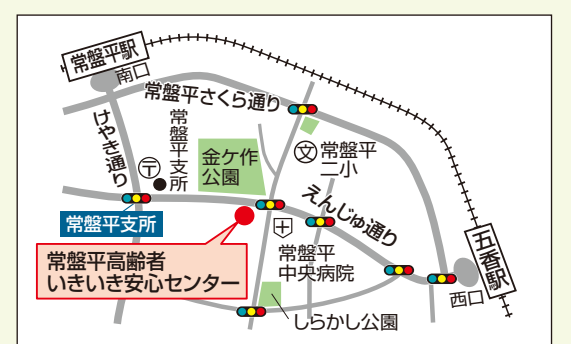 常盤平駅
南口
常盤平さくら通り
けやき通り
常盤平支所
〒
金ケ作
公園
文
常盤平
二小
えんじゅ通り
常盤平支所
常盤平高齢者
いきいき安心センター
常盤平
中央病院
五香駅
西口
しらかし公園